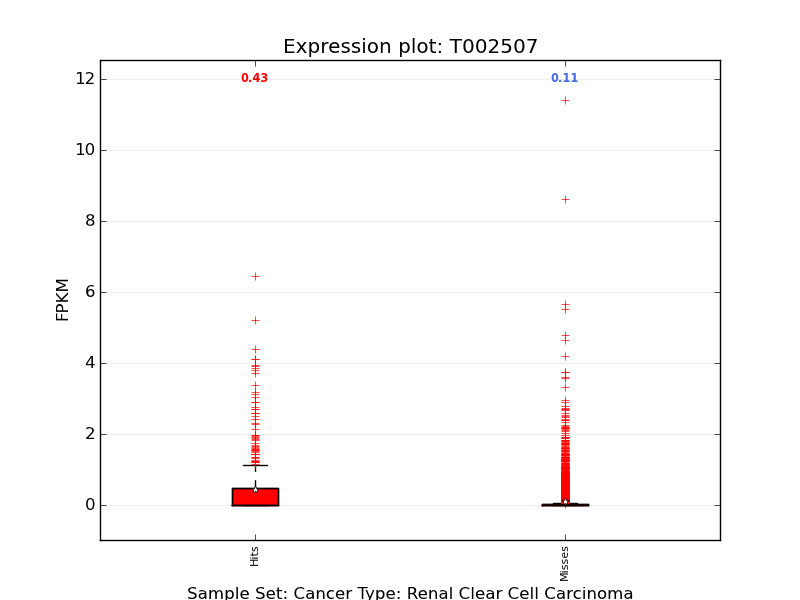 Expression plot: T002507
0.43
0.11
12
10
8
6
4
2
0
FPKM
Hits
Misses
Sample Set: Cancer Type: Renal Clear Cell Carcinoma